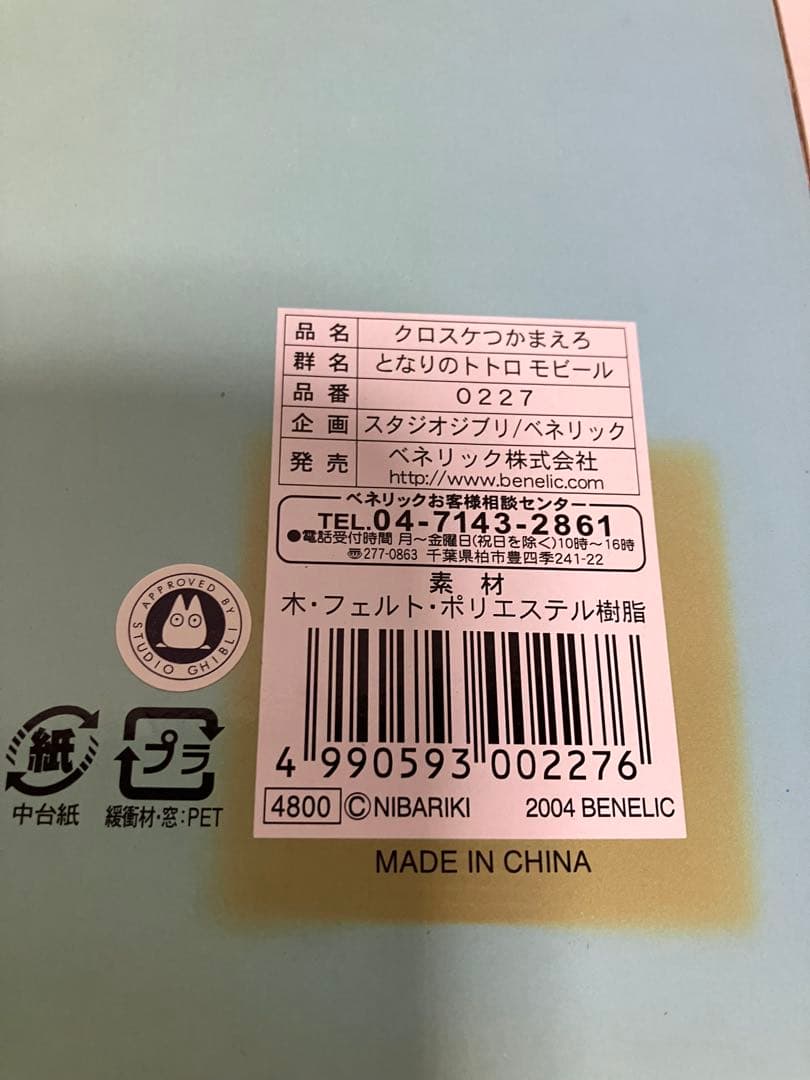 品名 クロスケつかまえろ
群名 となりのトトロ モビール
品番 0227
企画 スタジオジブリ/ベネリック
発売 ベネリック株式会社
http://www.benelic.com
ベネリックお客様相談センター
TEL.04-7143-2861
●電話受付時間 月〜金曜日(祝日を除く)10時〜16時
〠277-0863 千葉県柏市豊四季241-22
素材
木・フェルト・ポリエステル樹脂
4 990593 002276
4800 ©NIBARIKI 2004 BENELIC
MADE IN CHINA
APPROVED BY STUDIO GHIBLI
紙
中台紙
プラ
緩衝材・窓:PET